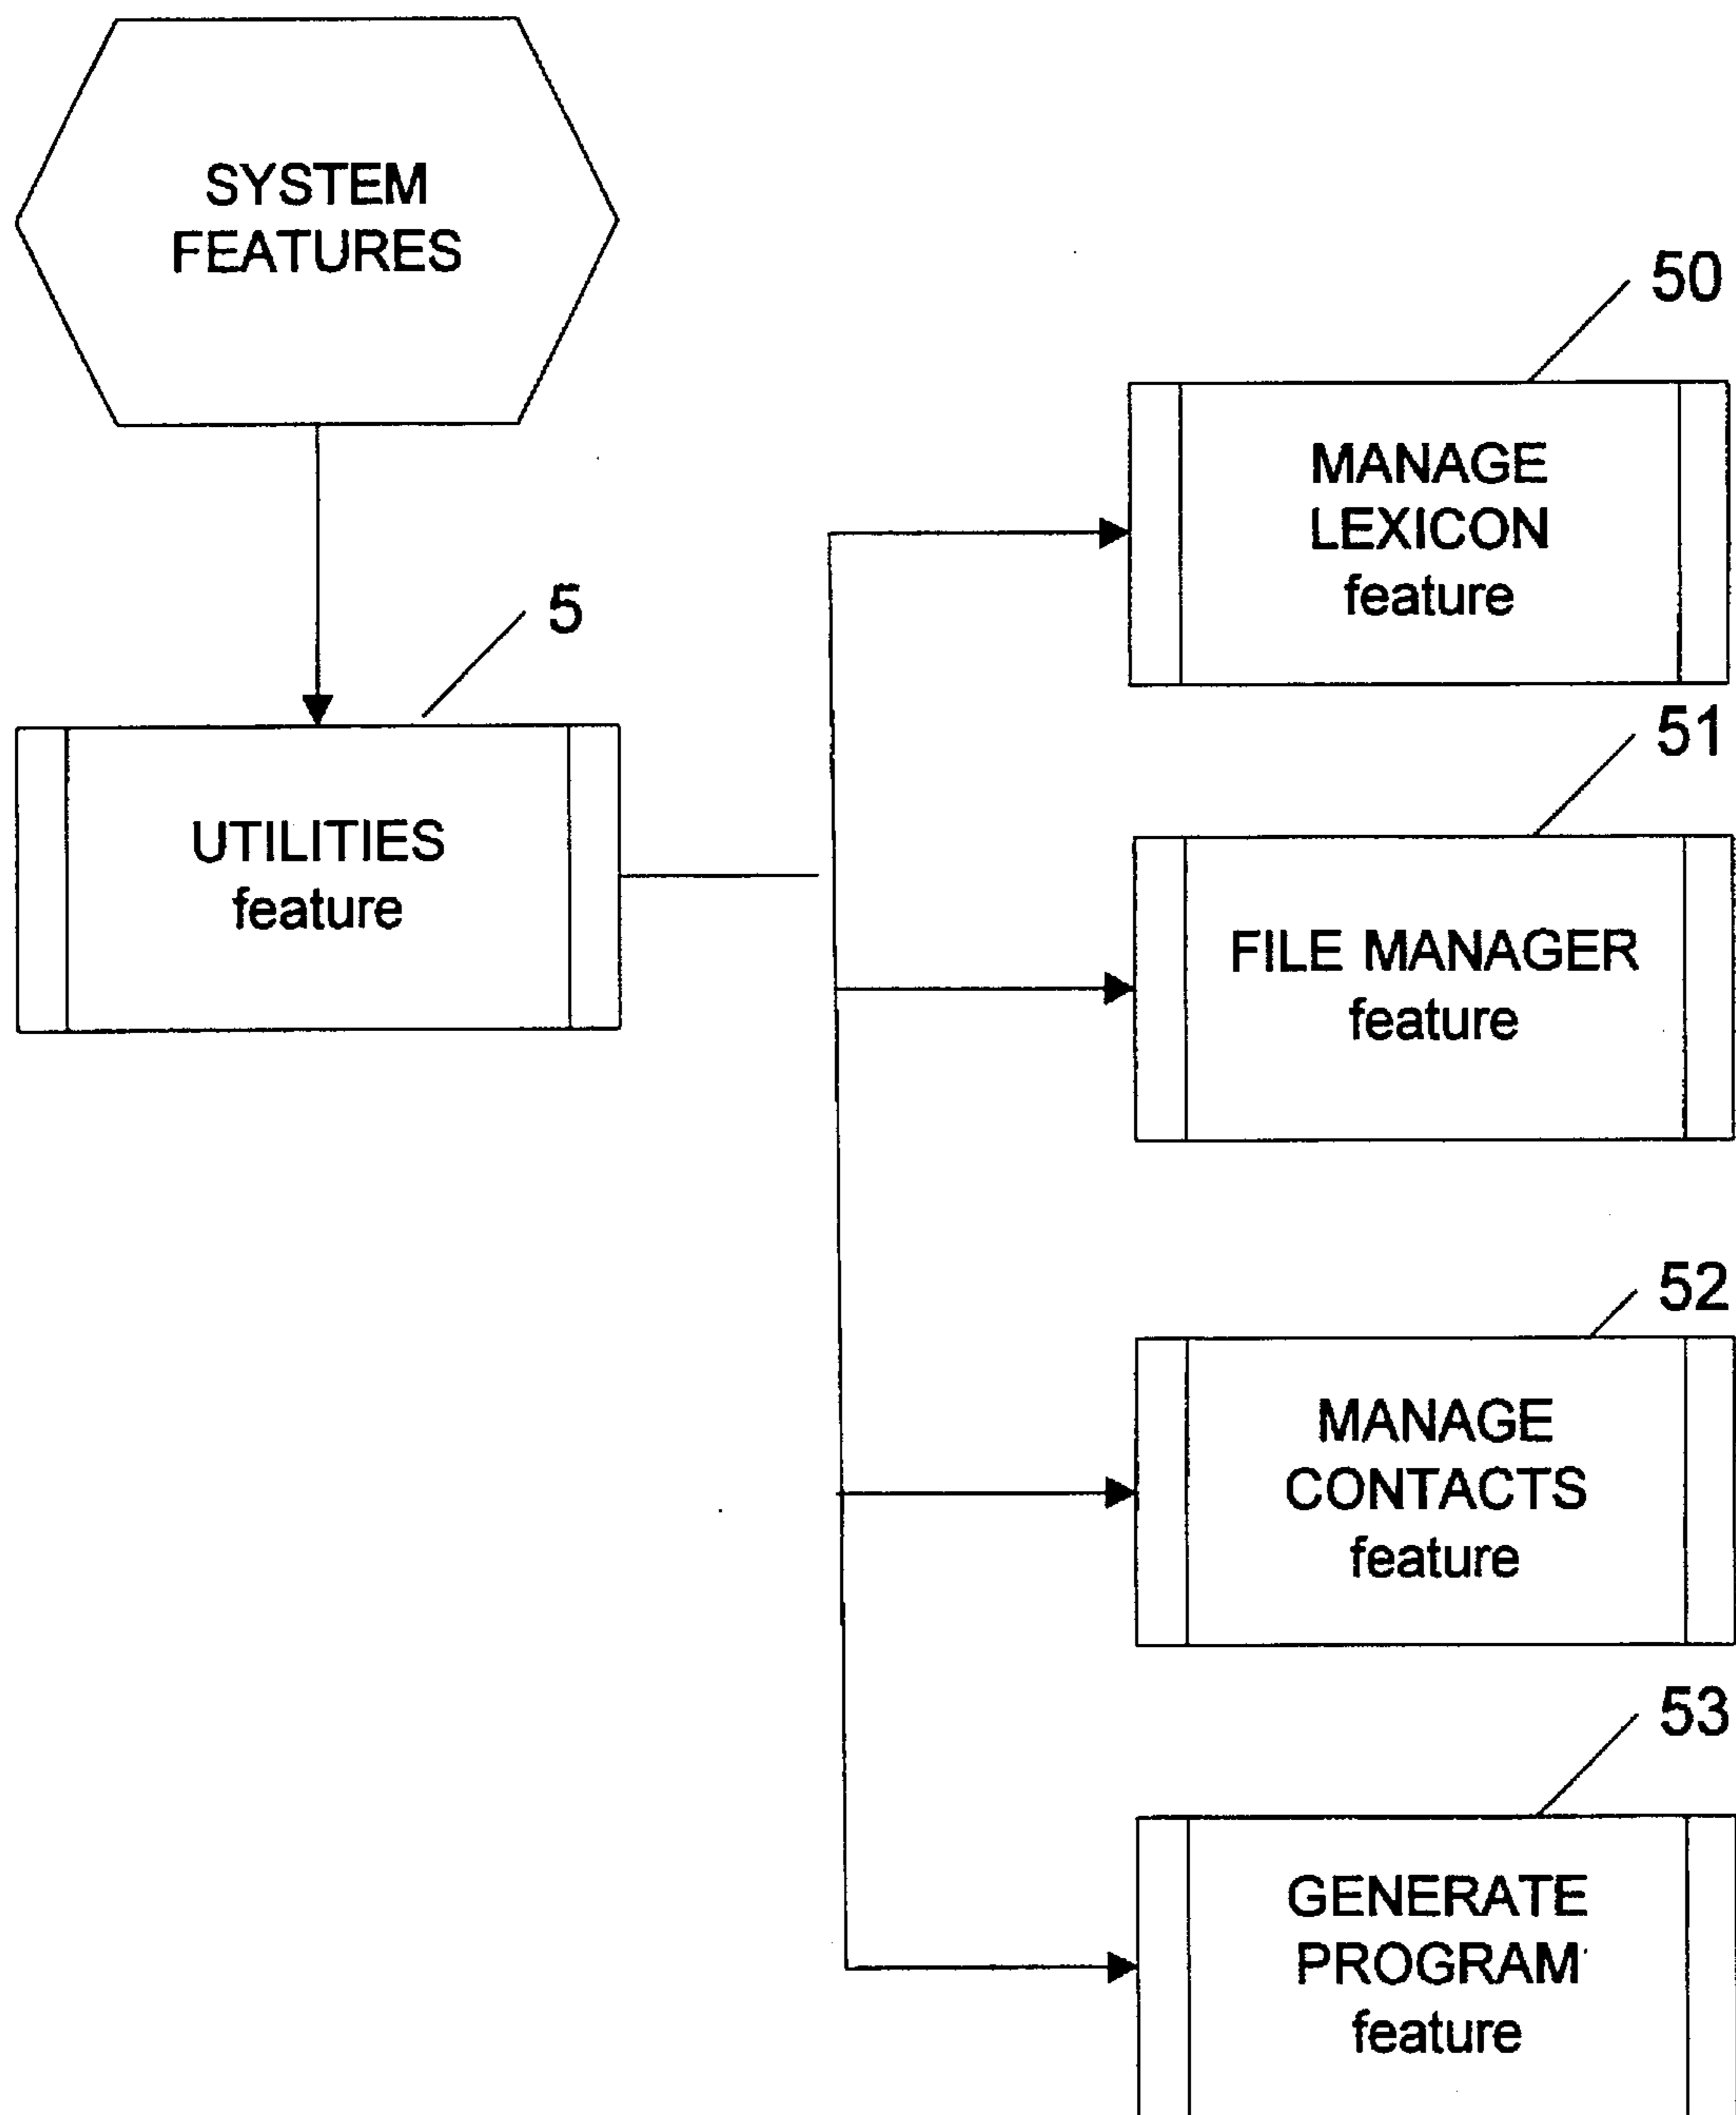 SYSTEM
FEATURES
5
UTILITIES
feature
50
MANAGE
LEXICON
feature
51
FILE MANAGER
feature
52
MANAGE
CONTACTS
feature
53
GENERATE
PROGRAM
feature